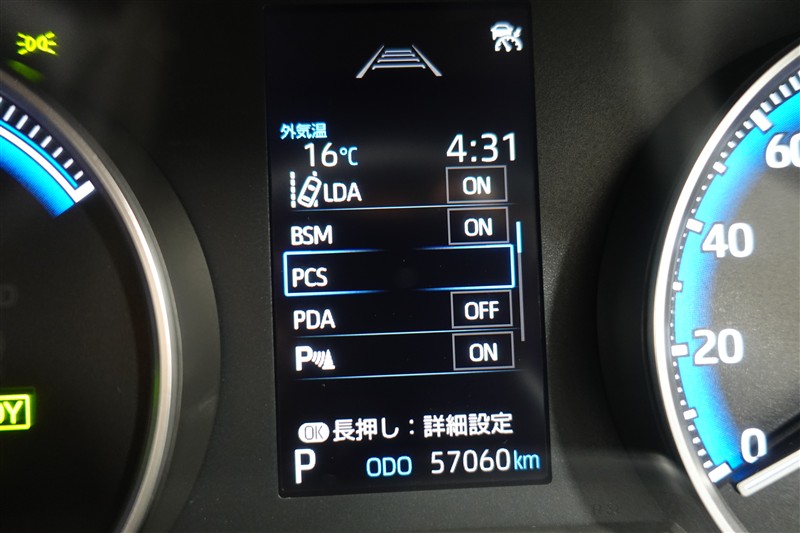 外気温
16℃ 4:31
LDA ON
BSM ON
PCS
PDA OFF
P ON
OK 長押し:詳細設定
P ODO 57060 km
60
40
20
0